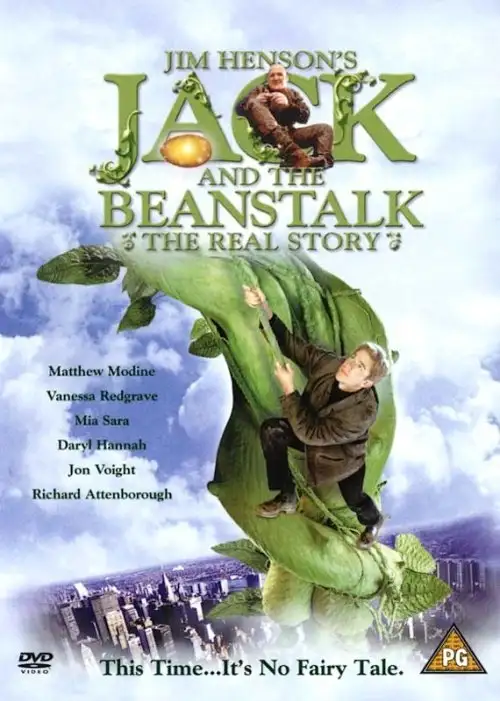 JIM HENSON'S
JACK
AND THE
BEANSTALK
THE REAL STORY
Matthew Modine
Vanessa Redgrave
Mia Sara
Daryl Hannah
Jon Voight
Richard Attenborough
DVD
VIDEO
This Time...It's No Fairy Tale.
PG